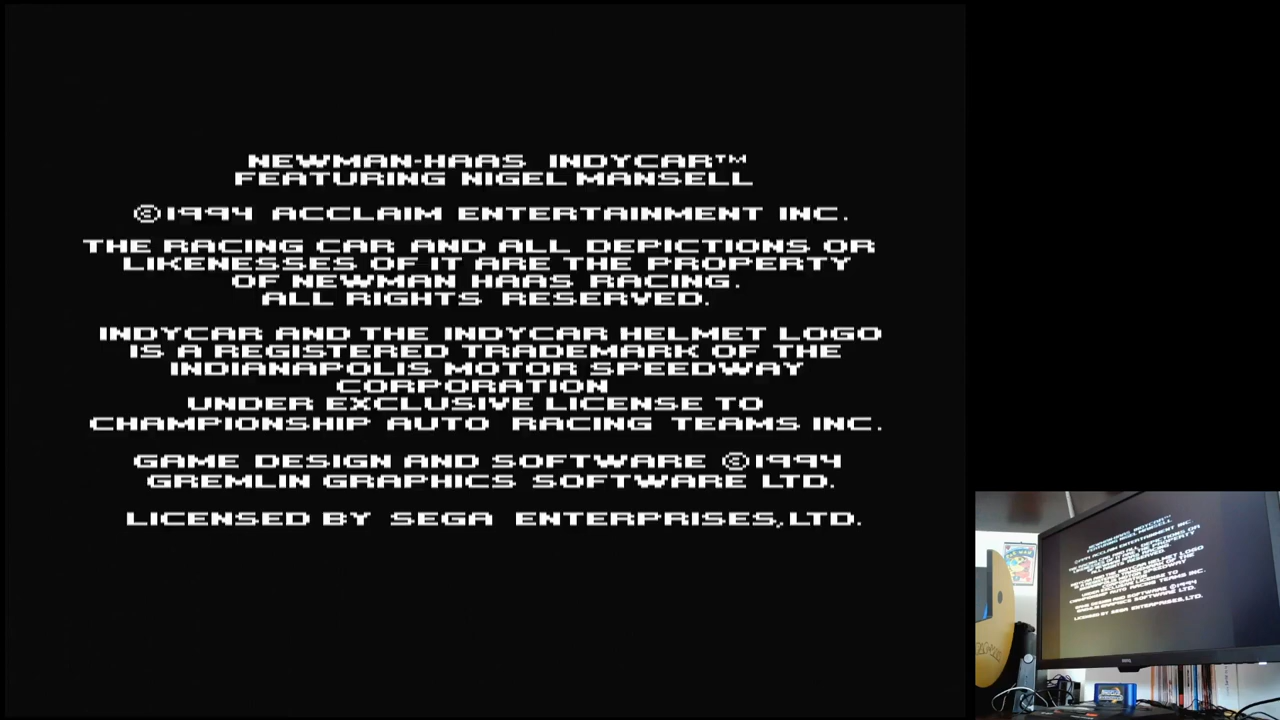 NEWMAN-HAAS INDYCAR™
FEATURING NIGEL MANSELL
©1994 ACCLAIM ENTERTAINMENT INC.
THE RACING CAR AND ALL DEPICTIONS OR
LIKENESSES OF IT ARE THE PROPERTY
OF NEWMAN HAAS RACING.
ALL RIGHTS RESERVED.
INDYCAR AND THE INDYCAR HELMET LOGO
IS A REGISTERED TRADEMARK OF THE
INDIANAPOLIS MOTOR SPEEDWAY
CORPORATION
UNDER EXCLUSIVE LICENSE TO
CHAMPIONSHIP AUTO RACING TEAMS INC.
GAME DESIGN AND SOFTWARE ©1994
GREMLIN GRAPHICS SOFTWARE LTD.
LICENSED BY SEGA ENTERPRISES,LTD.